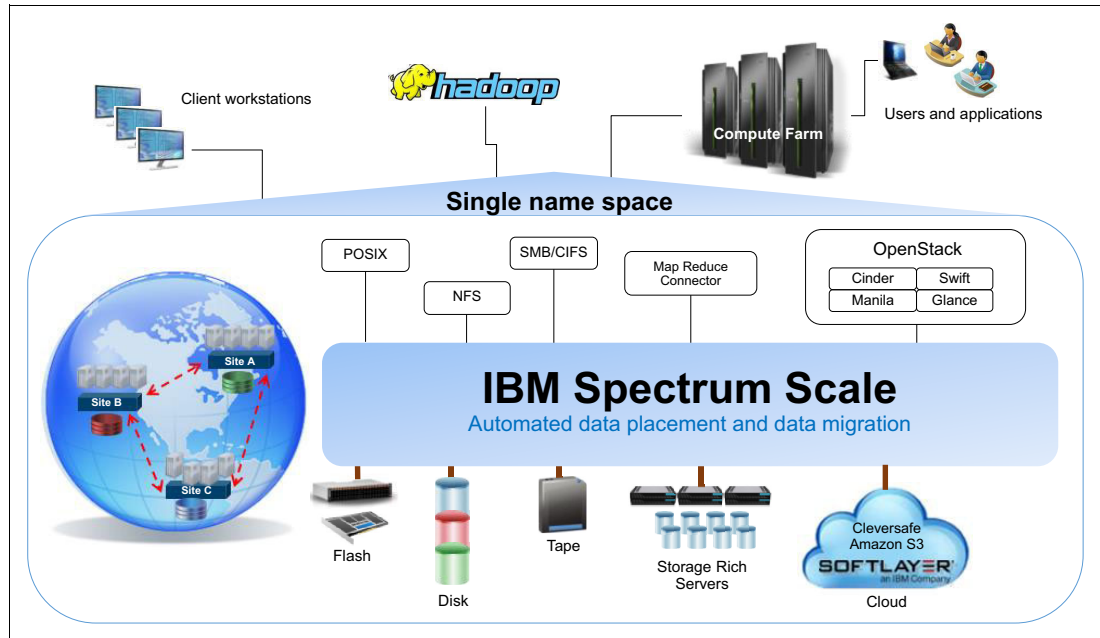 Client workstations
hadoop
Compute Farm
Users and applications
Single name space
POSIX
NFS
SMB/CIFS
Map Reduce
Connector
OpenStack
Cinder
Swift
Manila
Glance
Site A
Site B
Site C
IBM Spectrum Scale
Automated data placement and data migration
Flash
Disk
Tape
Storage Rich
Servers
Cleversafe
Amazon S3
SOFTLAYER
an IBM Company
Cloud